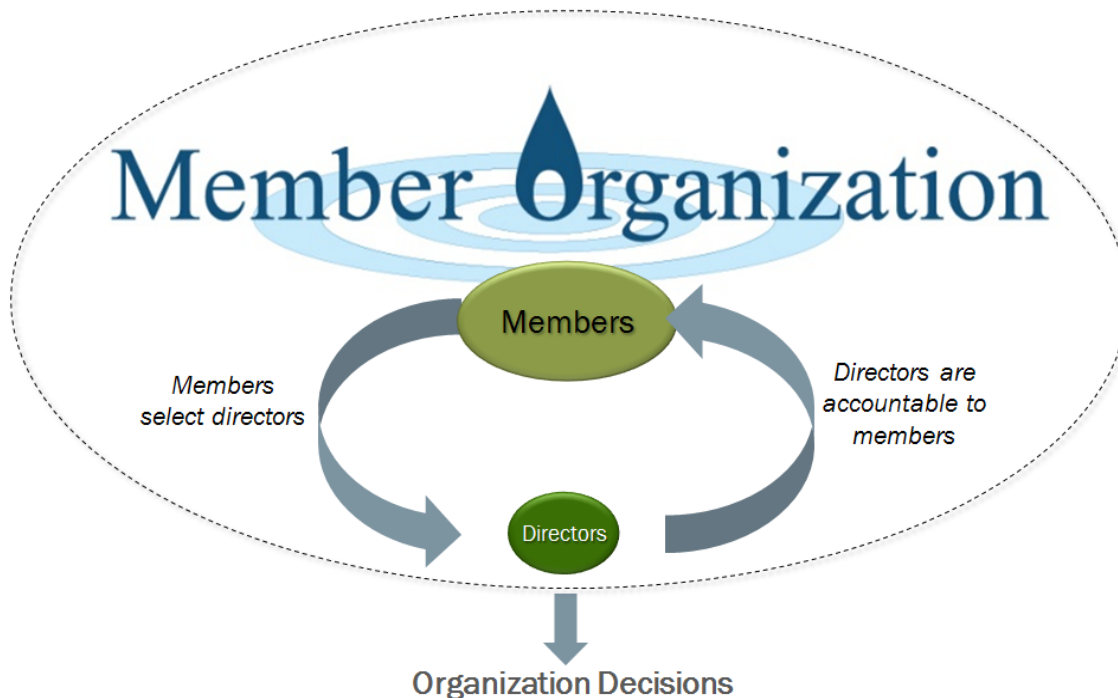 Member Organization
Members
Members
select directors
Directors are
accountable to
members
Directors
Organization Decisions